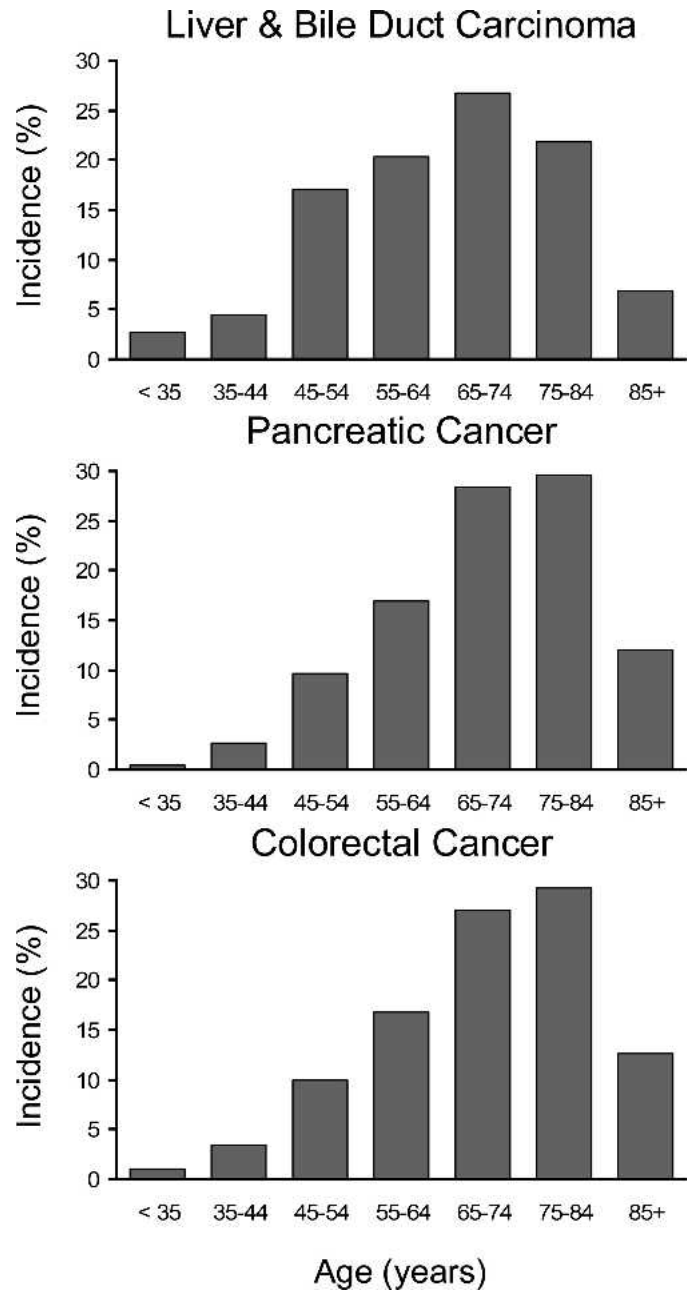 Liver & Bile Duct Carcinoma
Incidence (%)
30
25
20
15
10
5
0
< 35 35-44 45-54 55-64 65-74 75-84 85+
Pancreatic Cancer
Incidence (%)
30
25
20
15
10
5
0
< 35 35-44 45-54 55-64 65-74 75-84 85+
Colorectal Cancer
Incidence (%)
30
25
20
15
10
5
0
< 35 35-44 45-54 55-64 65-74 75-84 85+
Age (years)